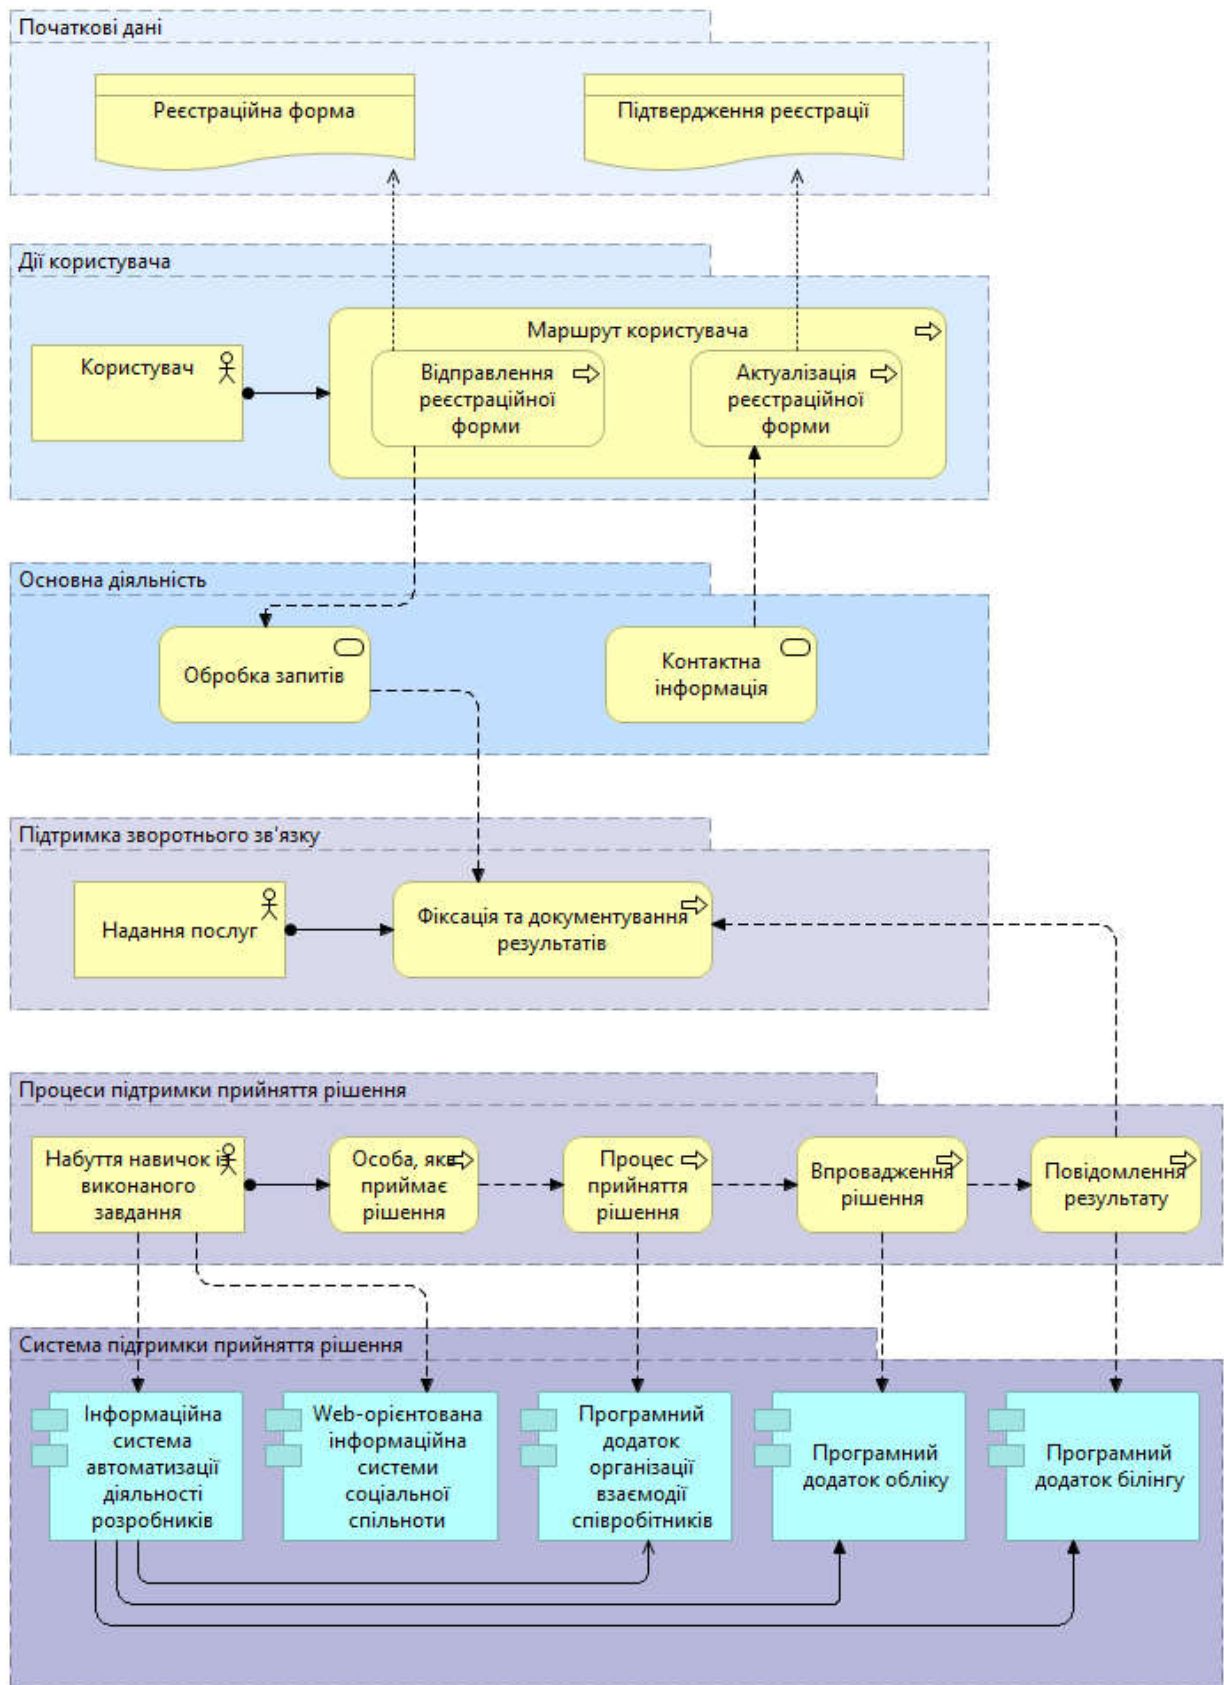 Початкові дані
Реєстраційна форма
Підтвердження реєстрації
Дії користувача
Користувач
Маршрут користувача
Відправлення
реєстраційної
форми
Актуалізація
реєстраційної
форми
Основна діяльність
Обробка запитів
Контактна
інформація
Підтримка зворотнього зв'язку
Надання послуг
Фіксація та документування
результатів
Процеси підтримки прийняття рішення
Набуття навичок із
виконаного
завдання
Особа, яка
приймає
рішення
Процес
прийняття
рішення
Впровадження
рішення
Повідомлення
результату
Система підтримки прийняття рішення
Інформаційна
система
автоматизації
діяльності
розробників
Web-орієнтована
інформаційна
системи
соціальної
спільноти
Програмний
додаток
організації
взаємодії
співробітників
Програмний
додаток обліку
Програмний
додаток білінгу